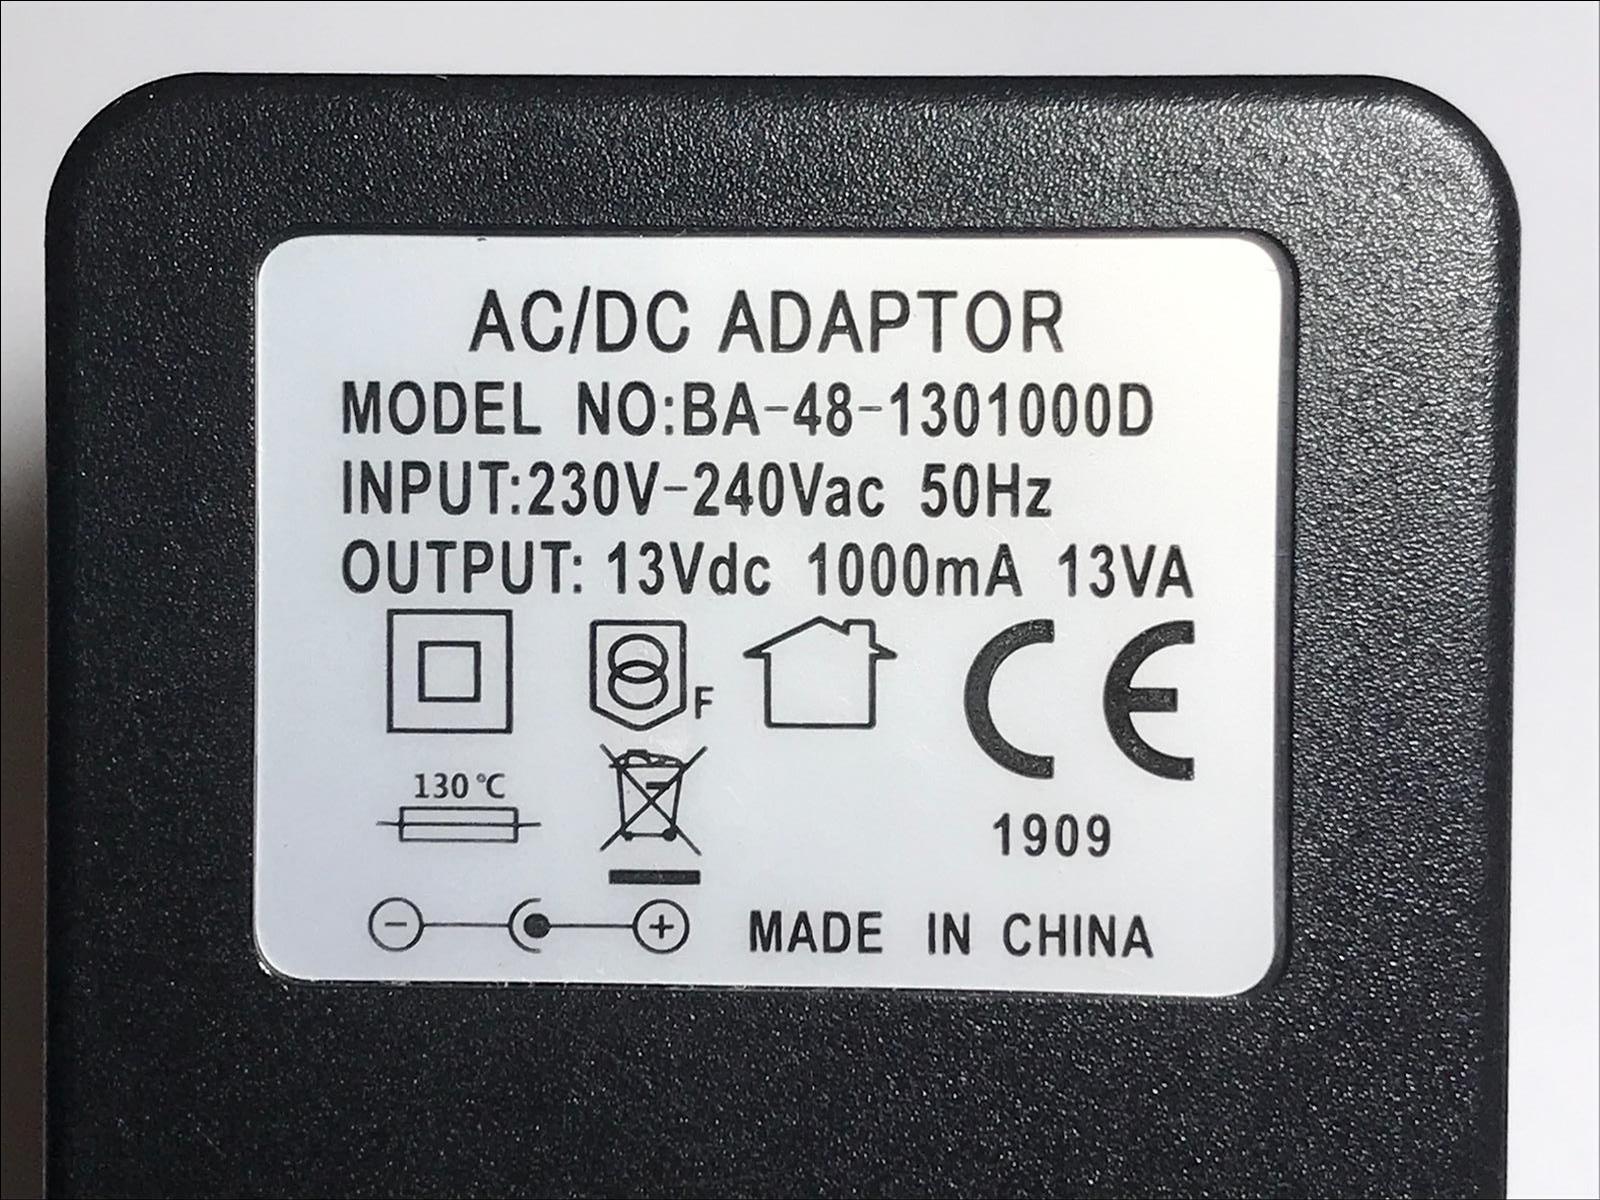 AC/DC ADAPTOR
MODEL NO:BA-48-1301000D
INPUT:230V-240Vac 50Hz
OUTPUT: 13Vdc 1000mA 13VA
F
CE
130°C
1909
MADE IN CHINA